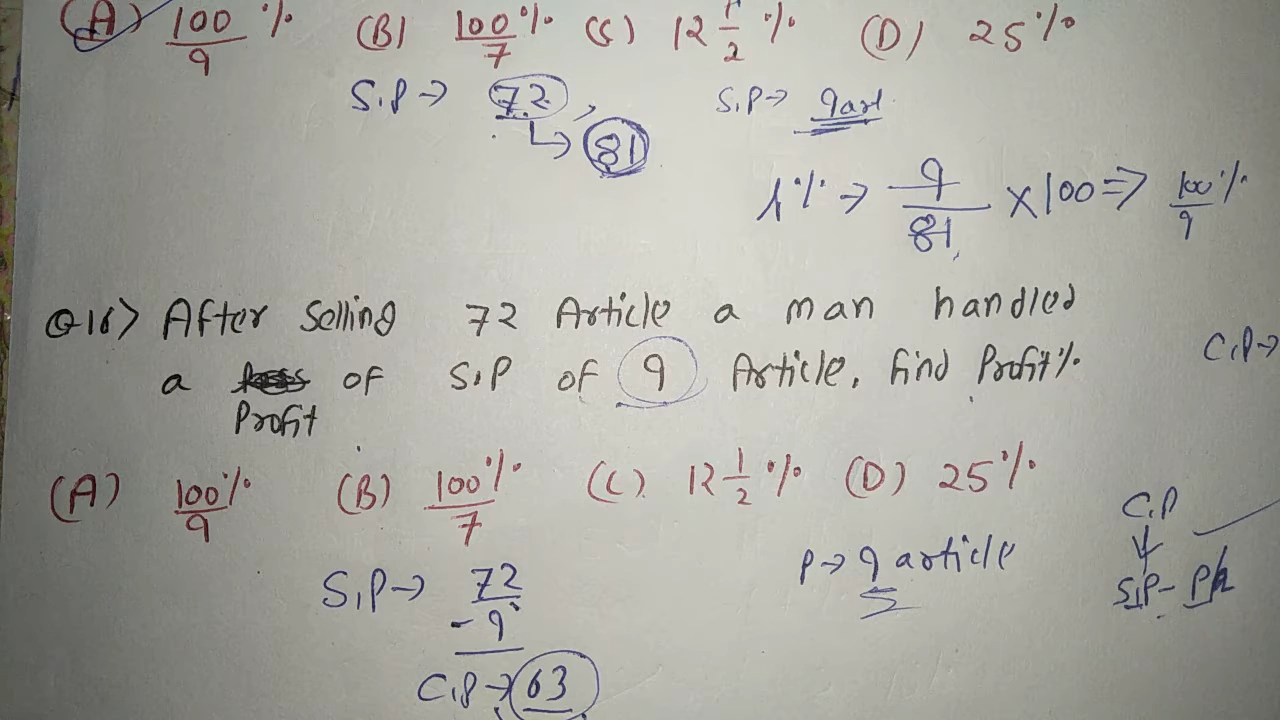 (A) 100/9 % (B) 100/7 % (C) 12 1/2 % (D) 25%
S.P → 72, S.P → 9 art
↳ 81
l% → 9/81 × 100 ⇒ 100/9 %
Q16> After Selling 72 Article a man handled
a of S.P of 9 Article, find Profit%.
Profit
C.P →
(A) 100/9 % (B) 100/7 % (C) 12 1/2 % (D) 25%
S.P → 72 P → 9 article C.P
- 9 ↓
S.P -
C.P → 63